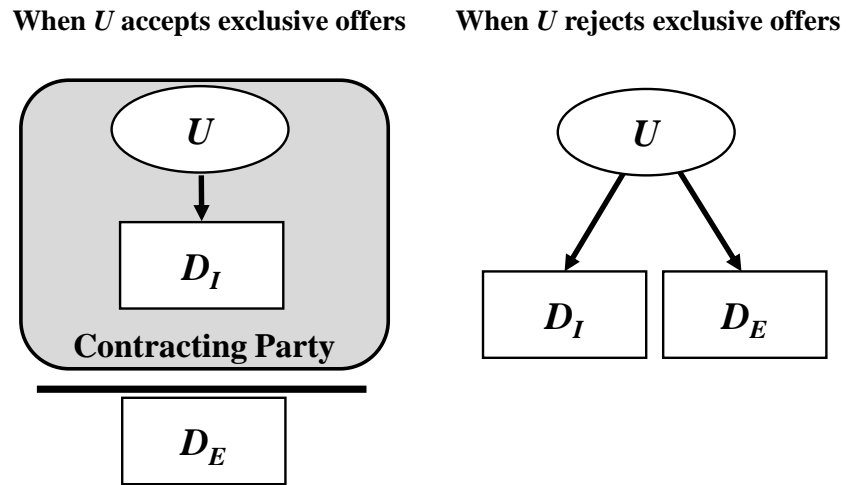 When U accepts exclusive offers
U
D_I
Contracting Party
D_E
When U rejects exclusive offers
U
D_I
D_E